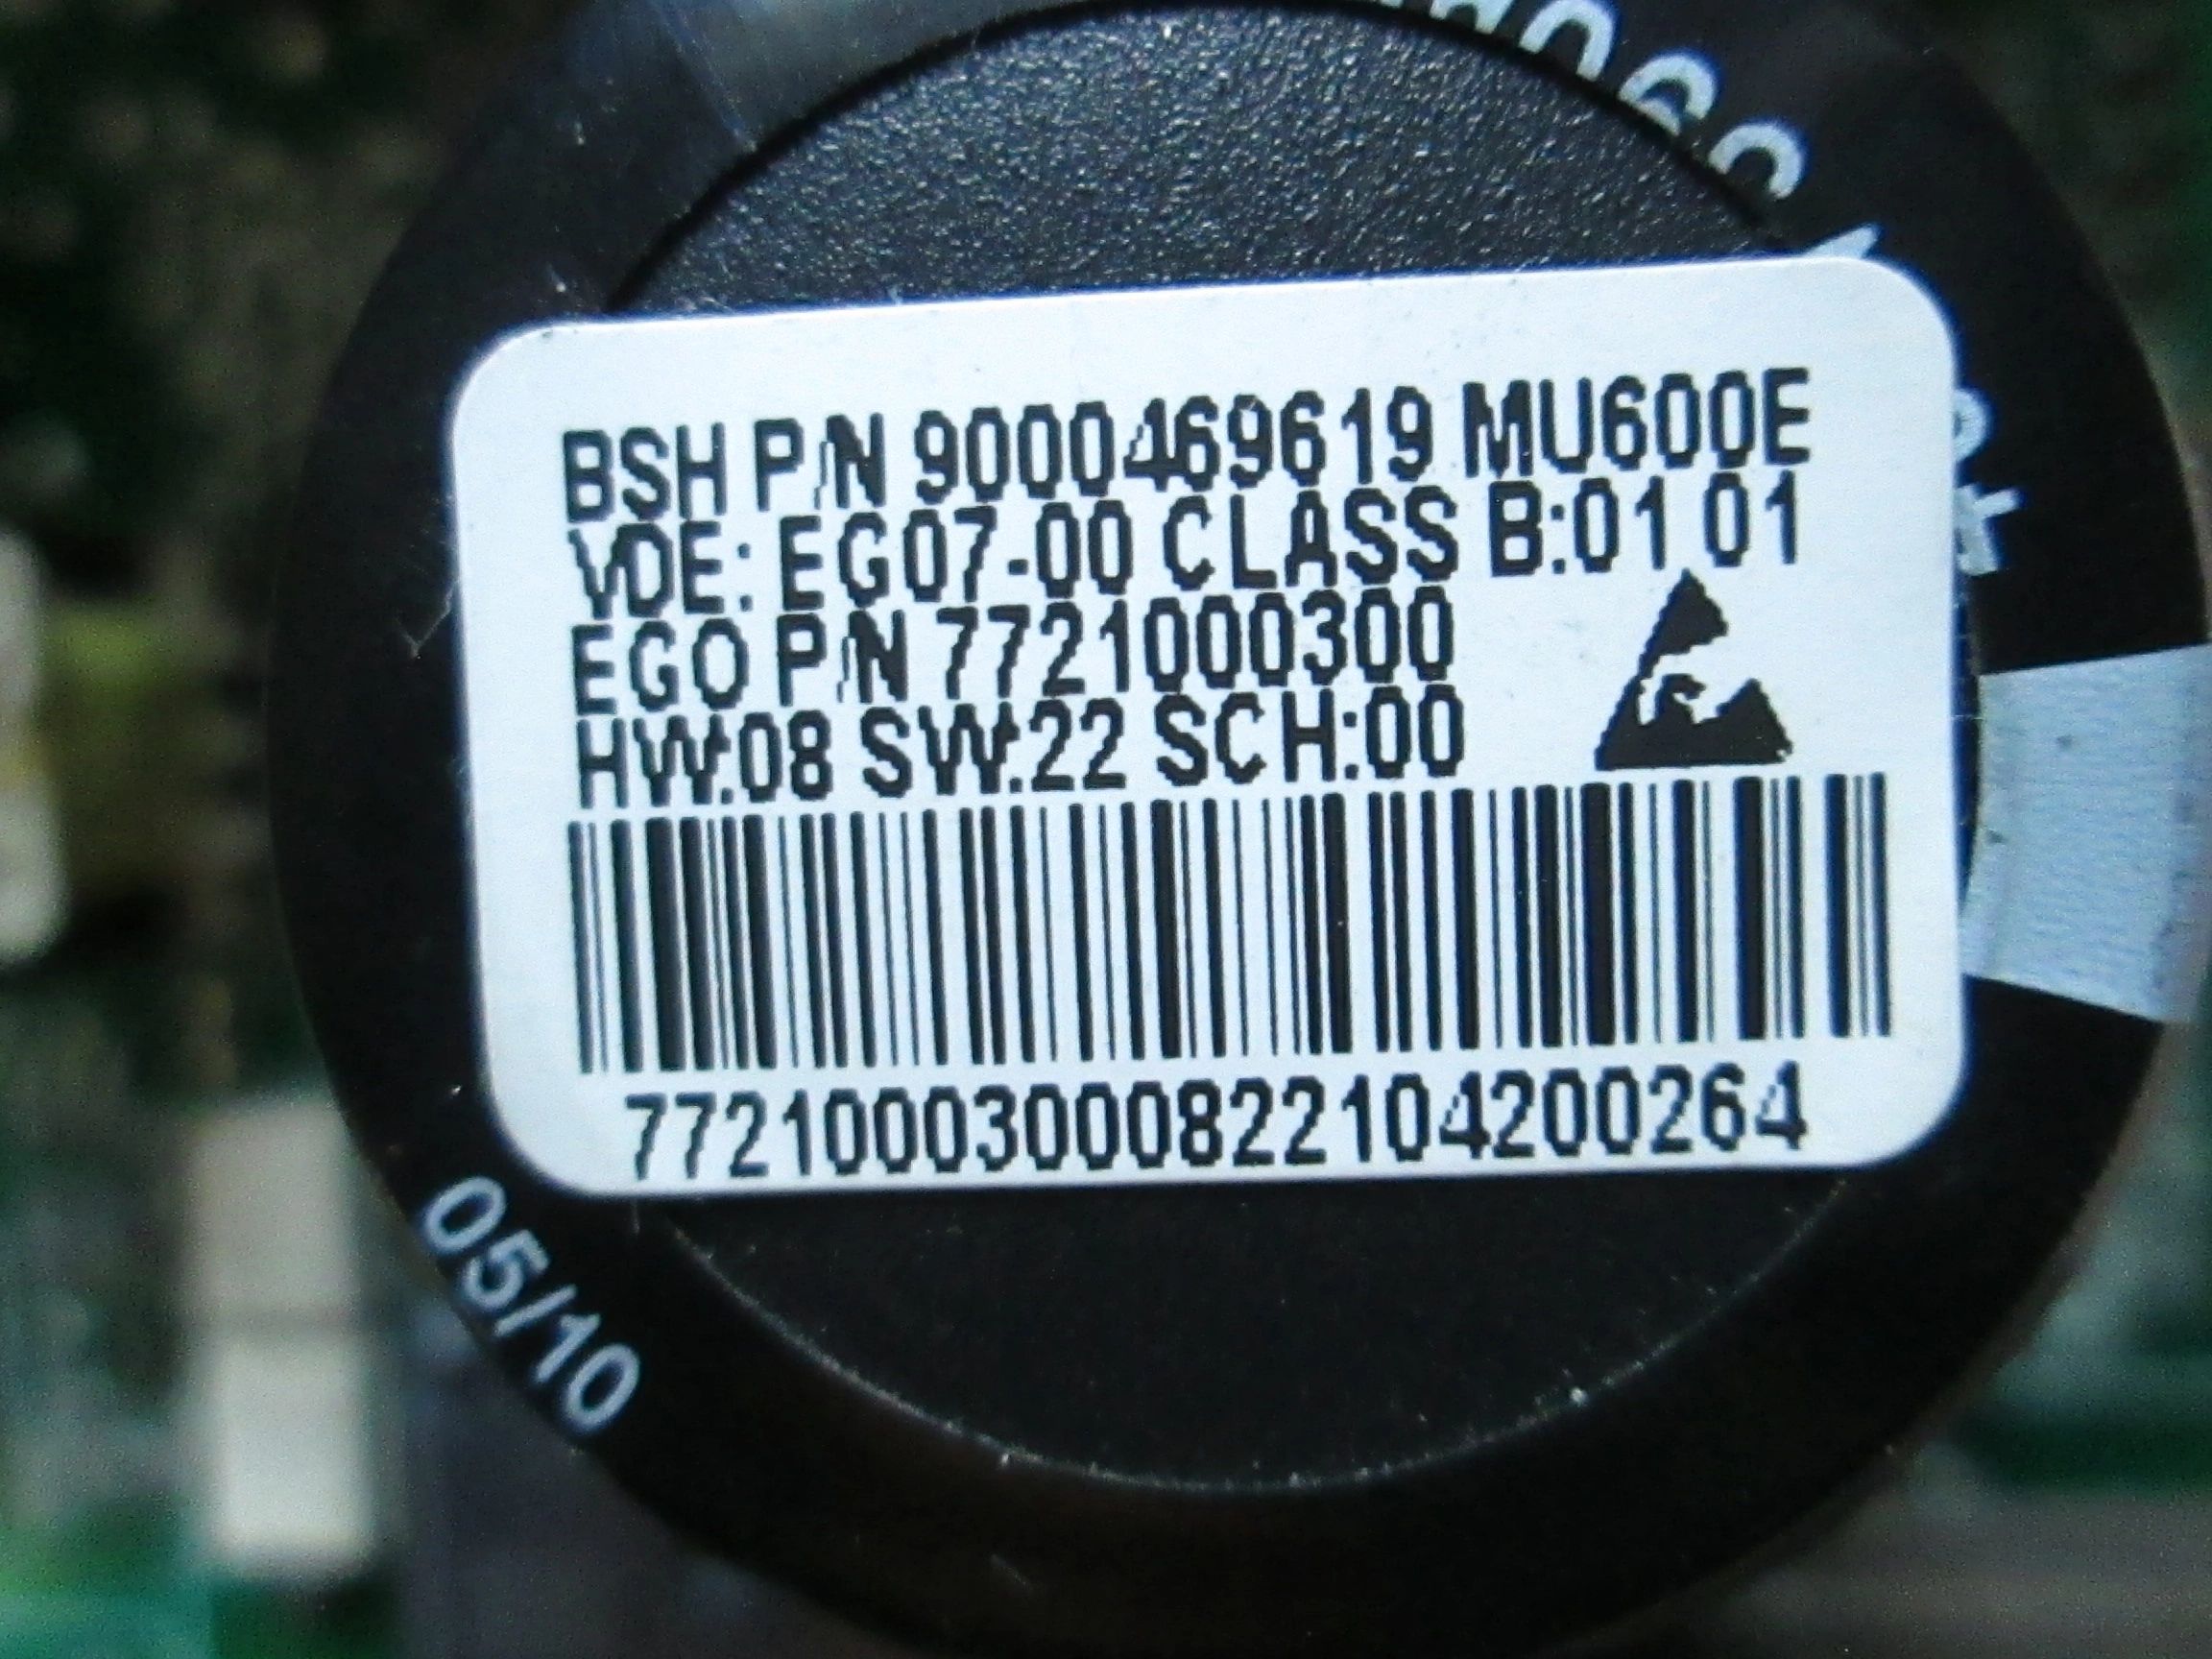 BSH P/N 9000469619 MU600E
VDE: EG07-00 CLASS B:01 01
EGO P/N 7721000300
HW:08 SW:22 SCH:00
77210003000822104200264
05/10